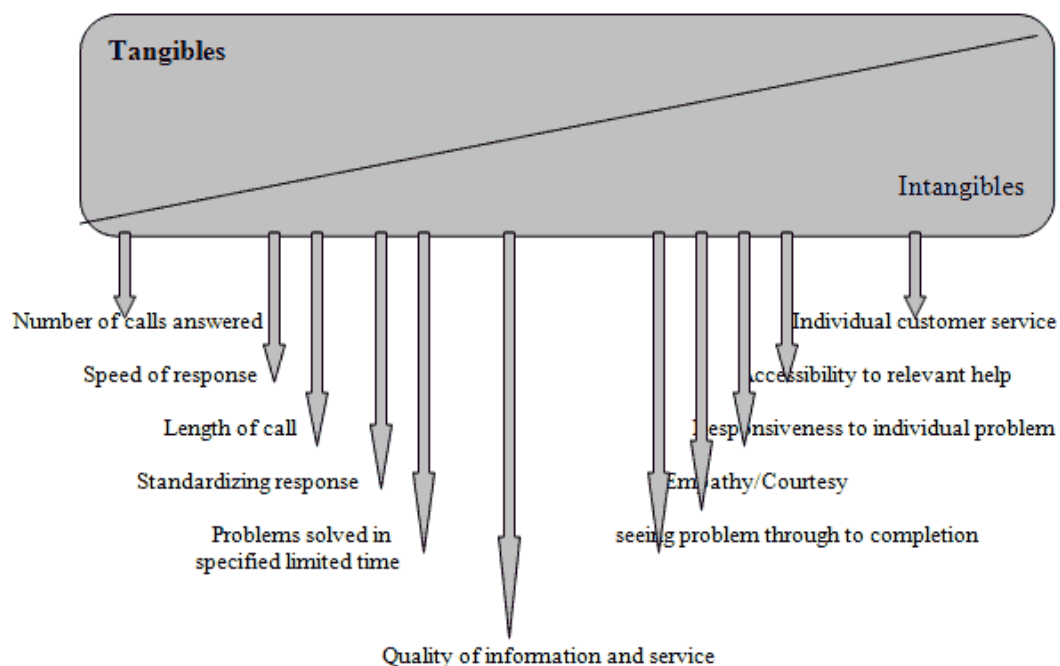 Tangibles
Intangibles
Number of calls answered
Individual customer service
Speed of response
Accessibility to relevant help
Length of call
Responsiveness to individual problem
Standardizing response
Empathy/Courtesy
Problems solved in
specified limited time
seeing problem through to completion
Quality of information and service